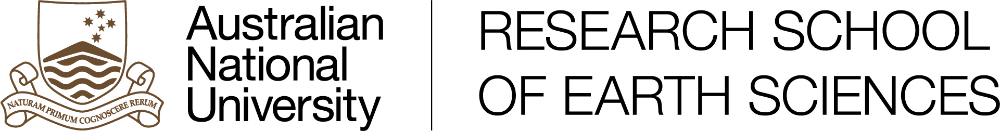 NATURAM PRIMUM COGNOSCERE RERUM
Australian
National
University
RESEARCH SCHOOL
OF EARTH SCIENCES